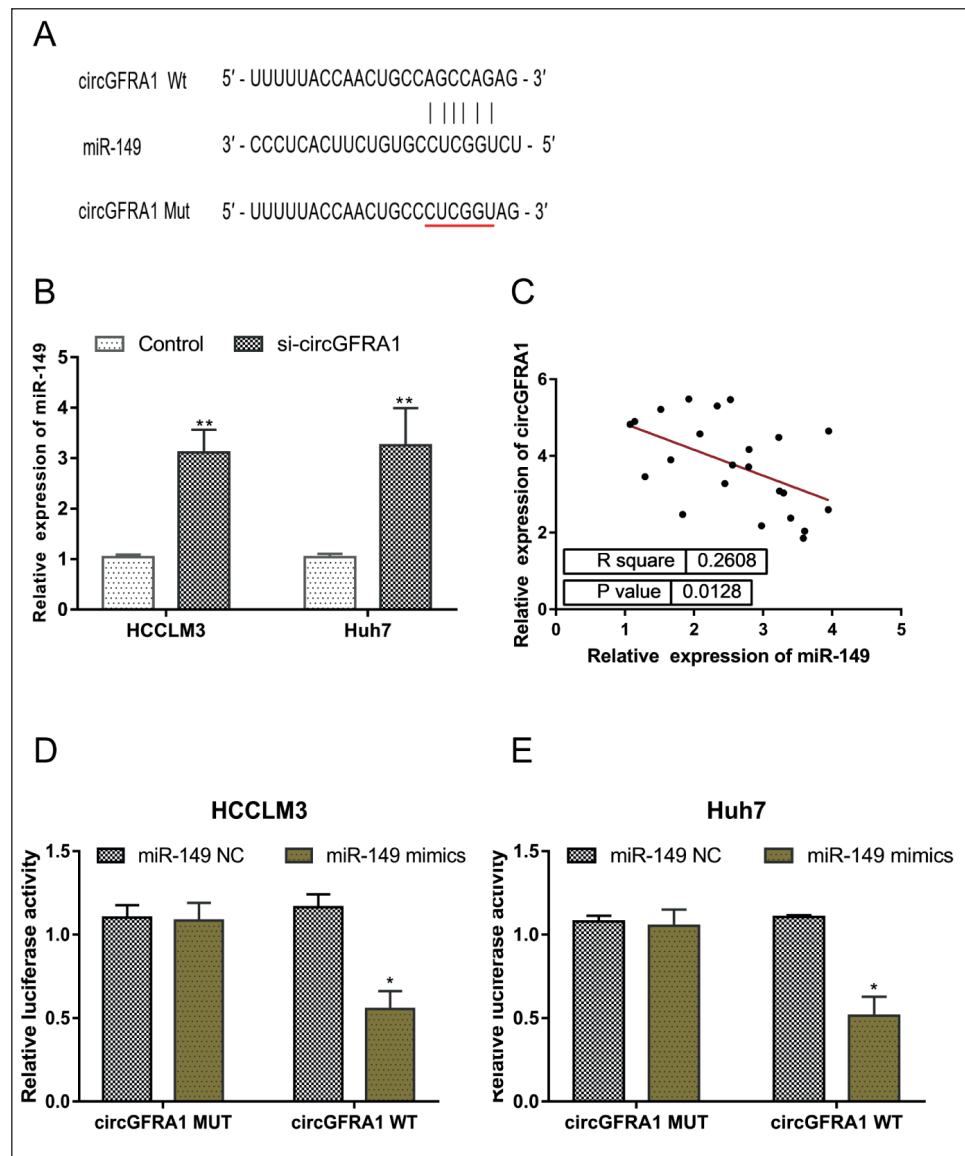 A
circGFRA1 Wt 5' - UUUUUACCAACUGCCAGCCAGAG - 3'
miR-149 3' - CCCUCACUUCUGUGCCUCGGUCU - 5'
circGFRA1 Mut 5' - UUUUUACCAACUGCCCUCGGUAG - 3'
B
Control si-circGFRA1
Relative expression of miR-149
5
4
3
2
1
0
** **
HCCLM3 Huh7
C
Relative expression of circGFRA1
6
4
2
0
R square 0.2608
P value 0.0128
0 1 2 3 4 5
Relative expression of miR-149
D
HCCLM3
miR-149 NC miR-149 mimics
Relative luciferase activity
1.5
1.0
0.5
0.0
*
circGFRA1 MUT circGFRA1 WT
E
Huh7
miR-149 NC miR-149 mimics
Relative luciferase activity
1.5
1.0
0.5
0.0
*
circGFRA1 MUT circGFRA1 WT